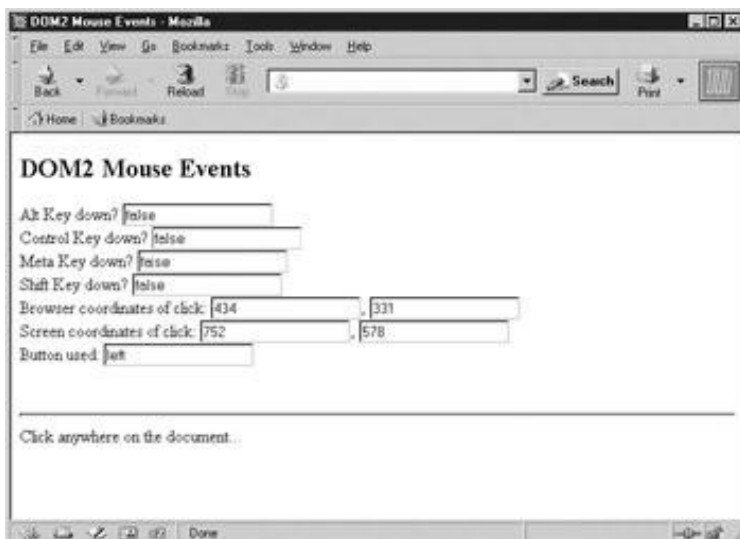 DOM2 Mouse Events - Mozilla
File Edit View Go Bookmarks Tools Window Help
Back Forward Reload Stop Search Print
Home Bookmarks
DOM2 Mouse Events
Alt Key down? false
Control Key down? false
Meta Key down? false
Shift Key down? false
Browser coordinates of click: 434, 331
Screen coordinates of click: 752, 578
Button used: left
Click anywhere on the document...
Done